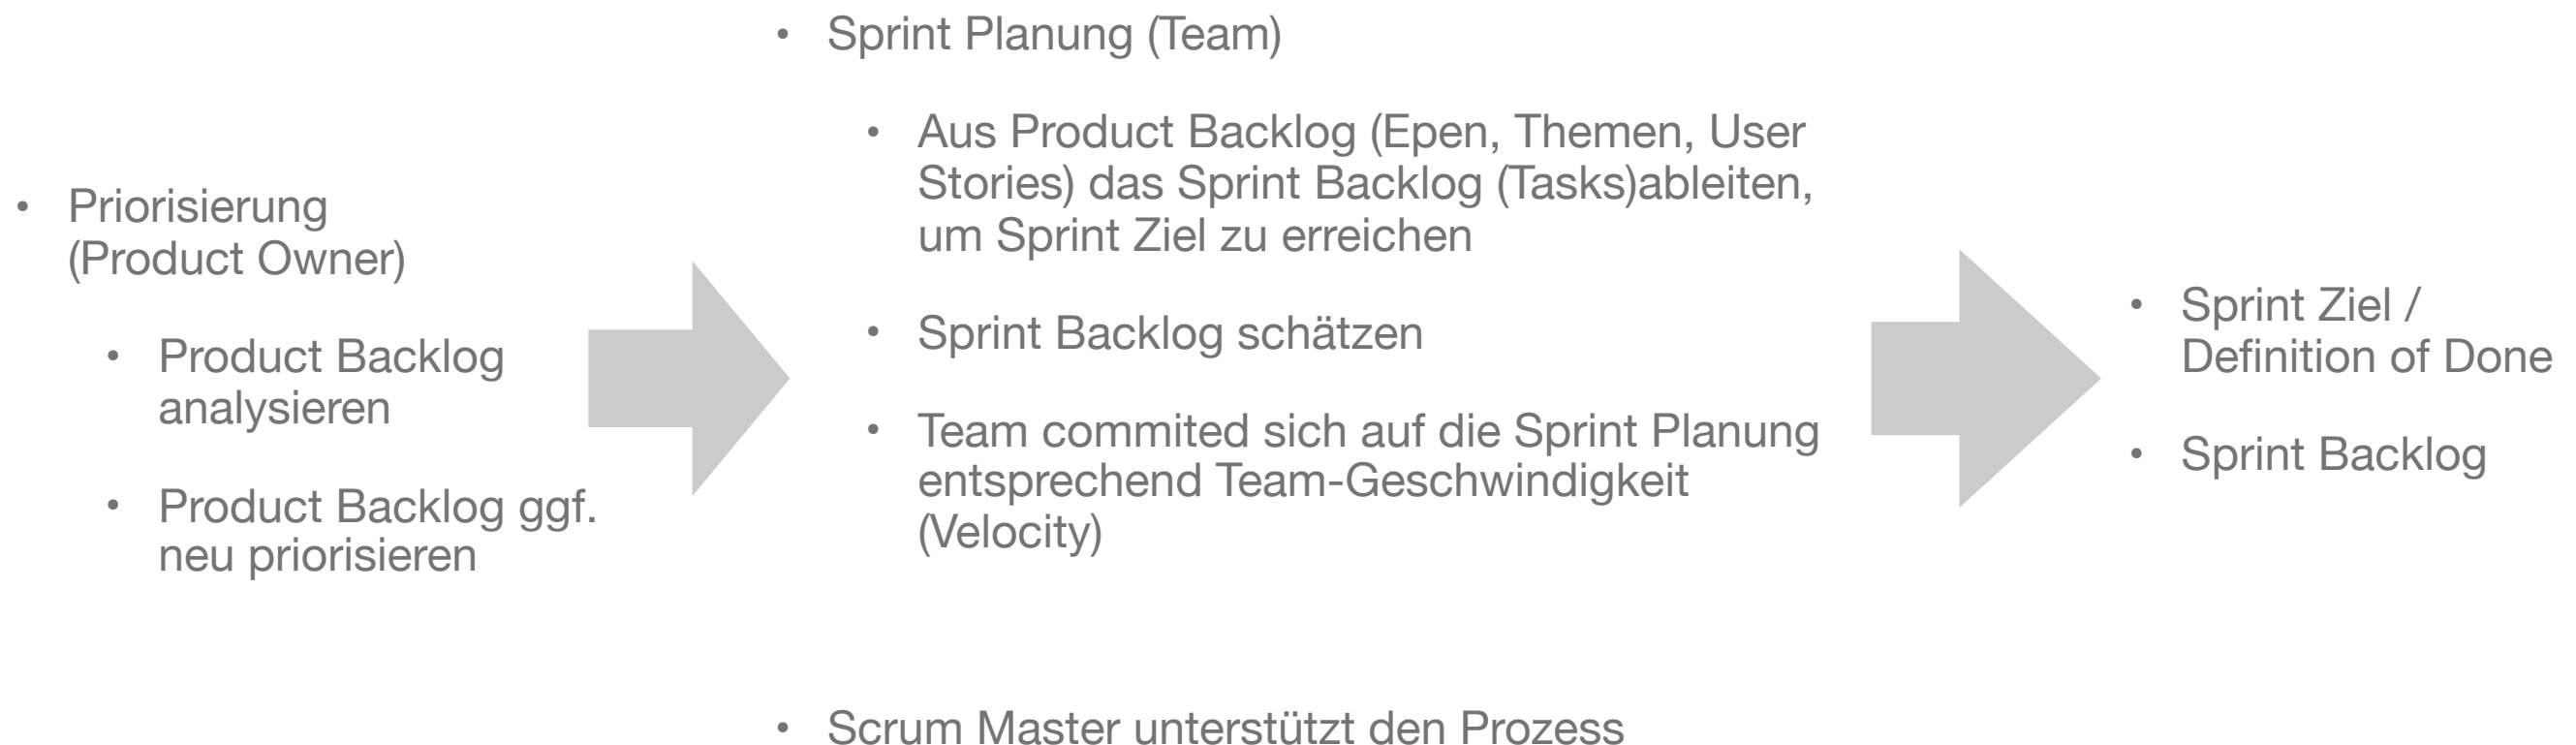 • Priorisierung
(Product Owner)
• Product Backlog
analysieren
• Product Backlog ggf.
neu priorisieren
• Sprint Planung (Team)
• Aus Product Backlog (Epen, Themen, User
Stories) das Sprint Backlog (Tasks)ableiten,
um Sprint Ziel zu erreichen
• Sprint Backlog schätzen
• Team commited sich auf die Sprint Planung
entsprechend Team-Geschwindigkeit
(Velocity)
• Scrum Master unterstützt den Prozess
• Sprint Ziel /
Definition of Done
• Sprint Backlog